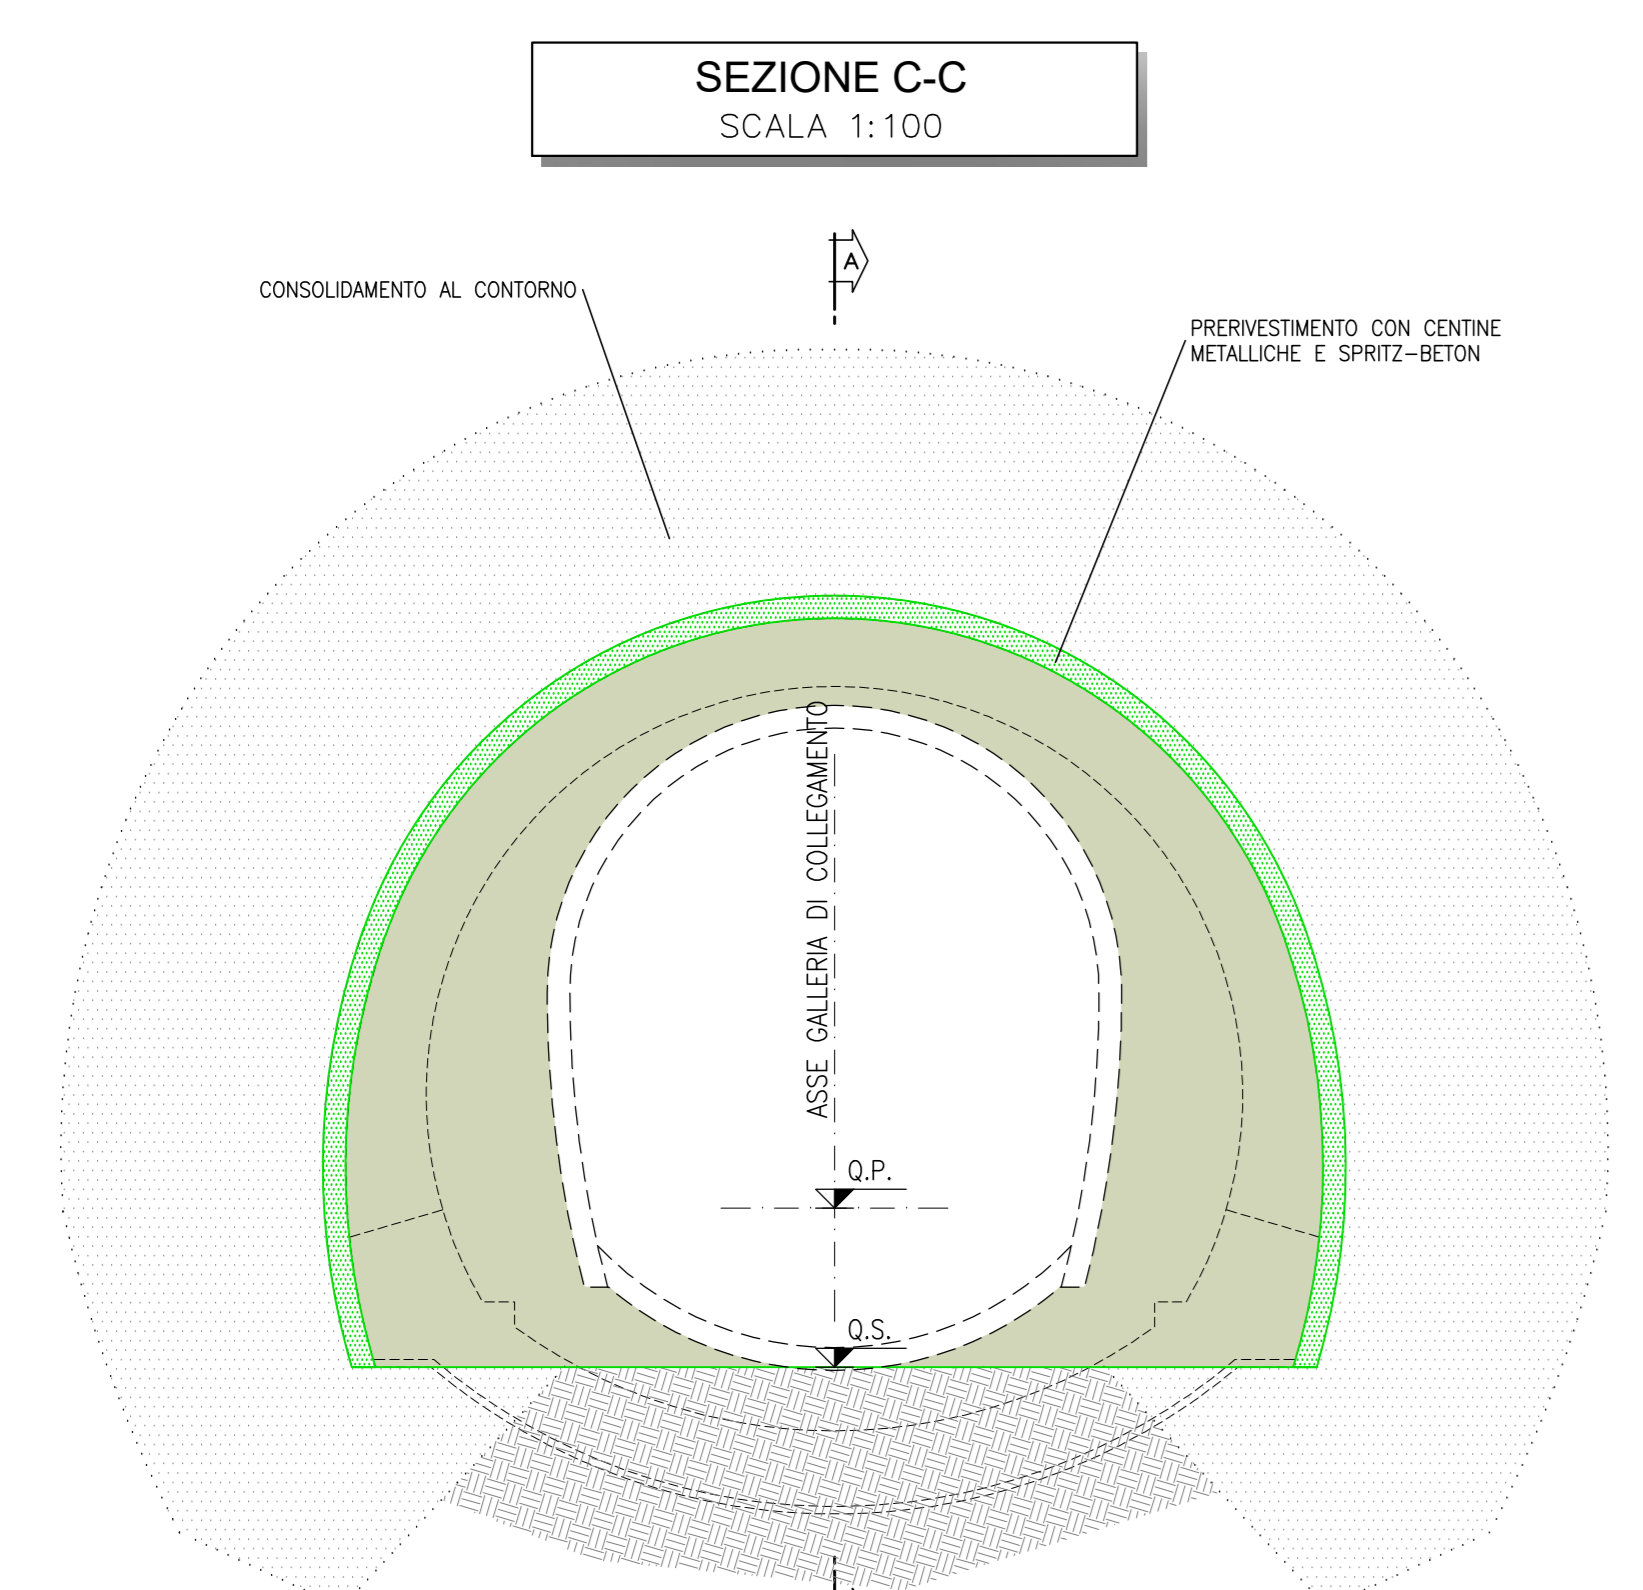 SEZIONE C-C
SCALA 1:100
A
CONSOLIDAMENTO AL CONTORNO
PRERIVESTIMENTO CON CENTINE
METALLICHE E SPRITZ-BETON
ASSE GALLERIA DI COLLEGAMENTO
Q.P.
Q.S.